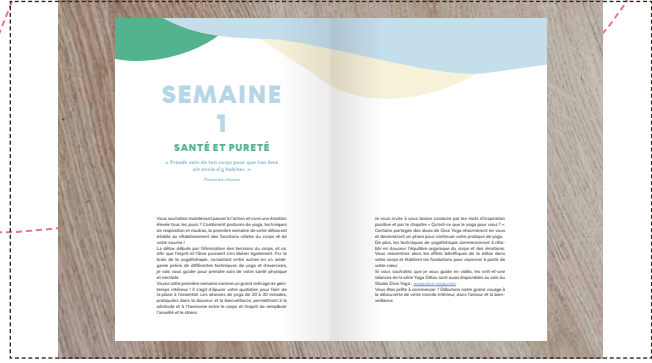 SEMAINE
1
SANTÉ ET PURETÉ
« Prends soin de ton corps pour que ton âme
ait envie d'y habiter. »
Proverbe chinois
Vous souhaitez maintenant passer à l'action et vivre une émotion
élevée tous les jours ? Combinant postures de yoga, techniques
de respiration et mudras, la première semaine de votre détox est
dédiée au rétablissement des fonctions vitales du corps et de
votre source !
La détox débute par l'élimination des tensions du corps, et ce,
afin que l'esprit et l'âme puissent s'en libérer également. Par le
biais de la yogathérapie, consistant entre autres en un amal-
game précis de différentes techniques de yoga et d'exercices,
je vais vous guider pour prendre soin de votre santé physique
et mentale.
Voyez cette première semaine comme un grand ménage de prin-
temps intérieur ! Il s'agit d'épurer votre quotidien pour faire de
la place à l'essentiel. Les séances de yoga de 20 à 30 minutes,
pratiquées dans la douceur et la bienveillance, permettront à la
zénitude et à l'harmonie entre le corps et l'esprit de remplacer
l'anxiété et le stress.
Je vous invite à vous laisser conduire par les mots d'inspiration
positive et par le chapitre « Qu'est-ce que le yoga pour vous ? ».
Certains partages des divas de Diva Yoga résonneront en vous
et deviendront un phare pour continuer votre pratique de yoga.
De plus, les techniques de yogathérapie commenceront à réta-
blir en douceur l'équilibre organique du corps et des émotions.
Vous ressentirez alors les effets bénéfiques de la détox dans
votre corps et établirez les fondations pour rayonner à partir de
votre cœur.
Si vous souhaitez que je vous guide en vidéo, les vingt-et-une
séances de la série Yoga Détox sont aussi disponibles au sein du
Studio Diva Yoga :
Vous êtes prête à commencer ? Débutons notre grand voyage à
la découverte de votre monde intérieur, dans l'amour et la bien-
veillance.